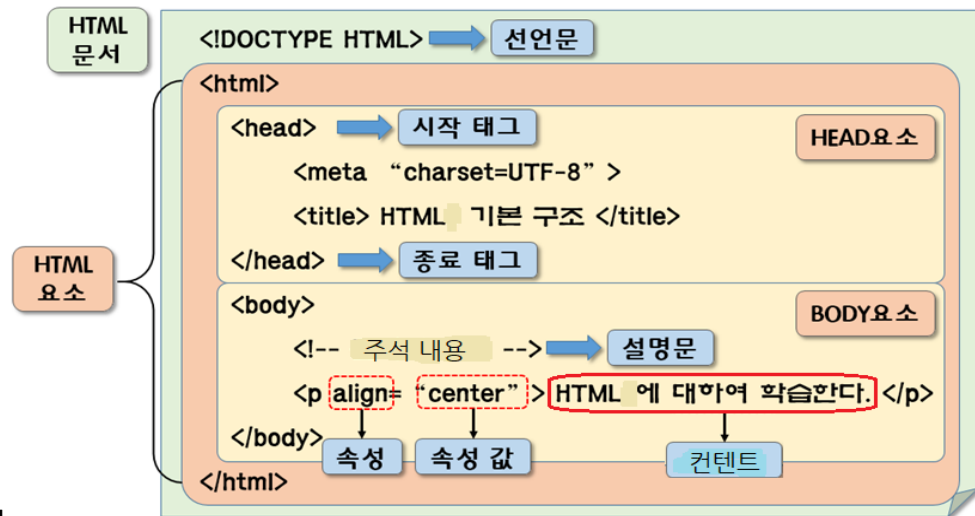 HTML
문서
<!DOCTYPE HTML> 선언문
<html>
<head> 시작 태그 HEAD요소
<meta “charset=UTF-8” >
<title> HTML 기본 구조 </title>
</head> 종료 태그
HTML
요소
<body> BODY요소
<!-- 주석 내용 --> 설명문
<p align= “center” > HTML 에 대하여 학습한다. </p>
</body> 속성 속성 값 컨텐트
</html>